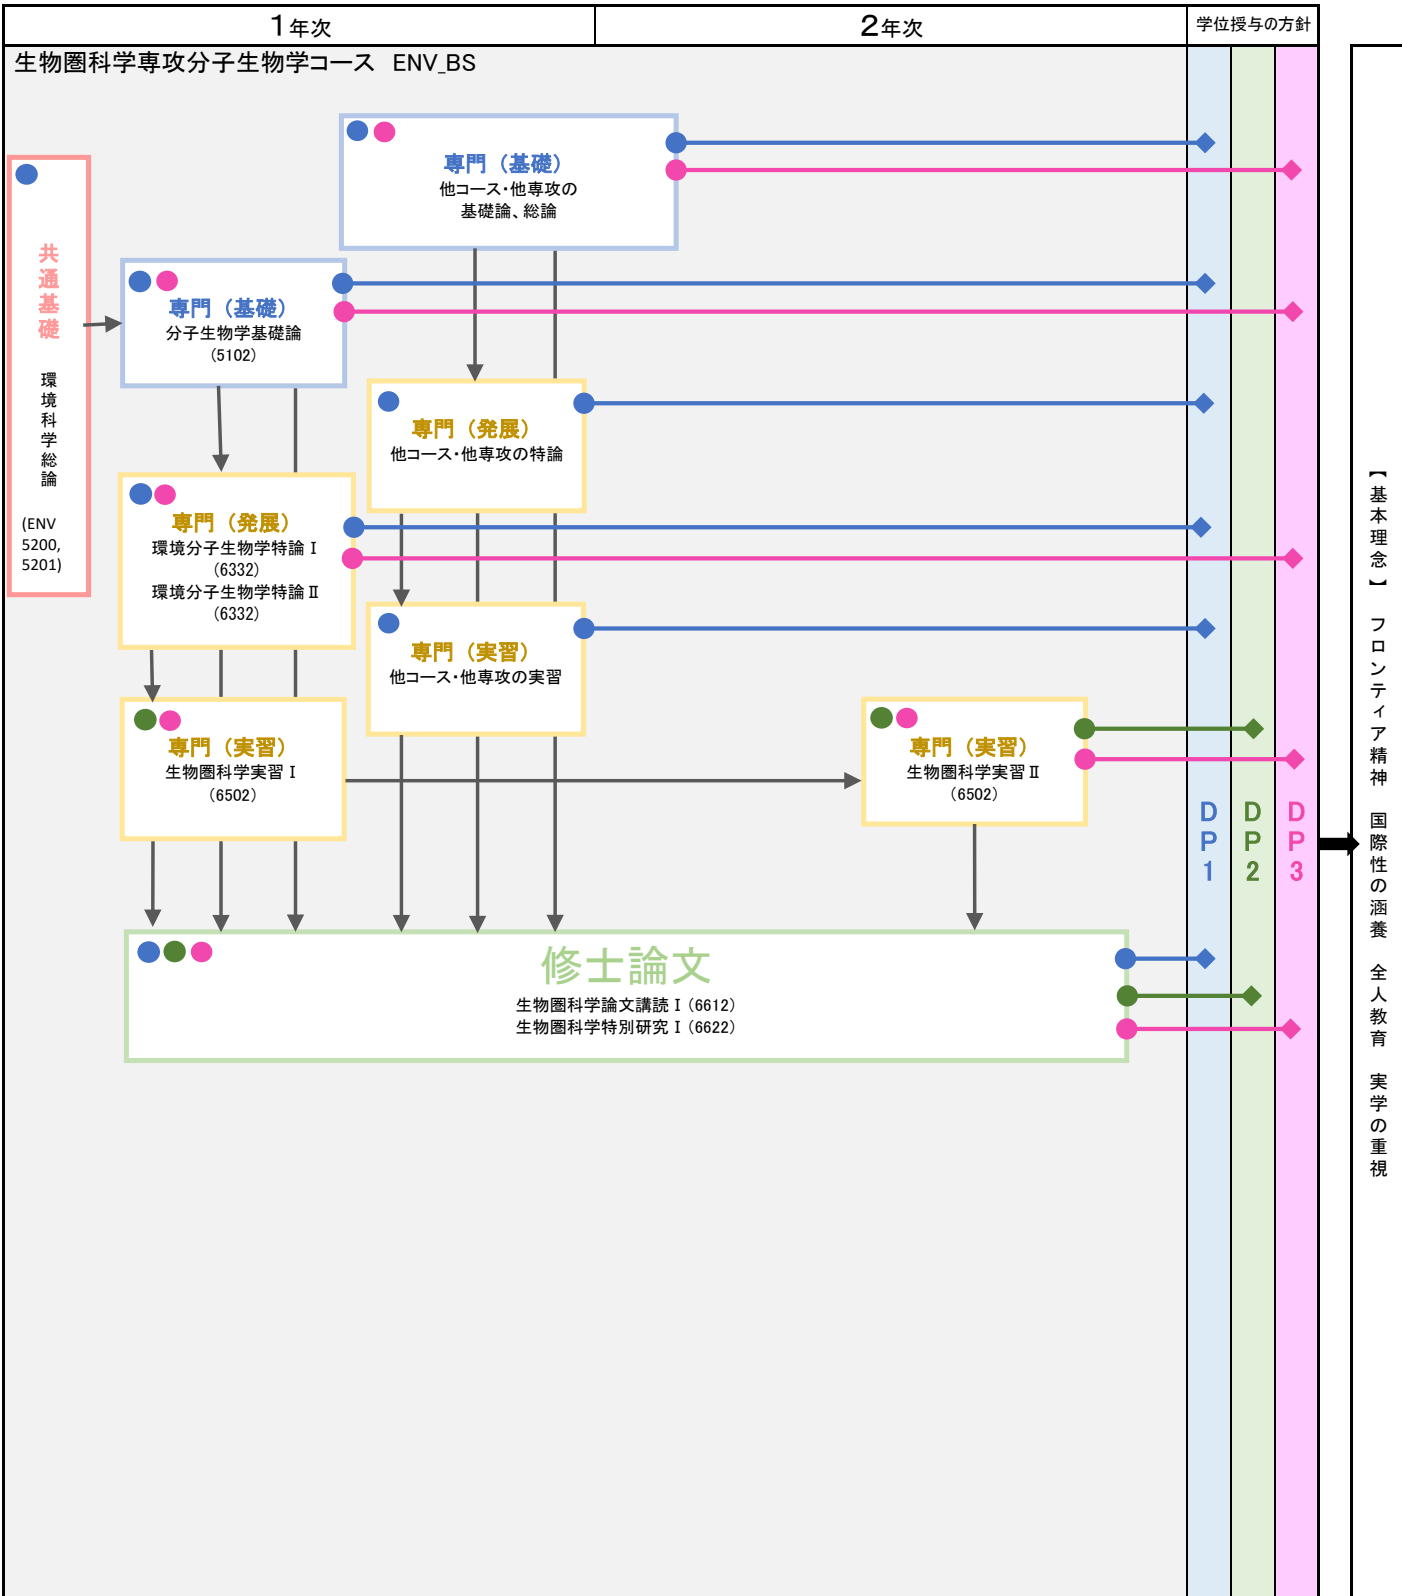 1年次
2年次
学位授与の方針
生物圏科学専攻分子生物学コース ENV_BS
共通基礎
環境科学総論
(ENV
5200,
5201)
専門（基礎）
他コース・他専攻の
基礎論、総論
専門（基礎）
分子生物学基礎論
(5102)
専門（発展）
他コース・他専攻の特論
専門（発展）
環境分子生物学特論Ⅰ
(6332)
環境分子生物学特論Ⅱ
(6332)
専門（実習）
他コース・他専攻の実習
専門（実習）
生物圏科学実習Ⅰ
(6502)
専門（実習）
生物圏科学実習Ⅱ
(6502)
修士論文
生物圏科学論文講読Ⅰ(6612)
生物圏科学特別研究Ⅰ(6622)
DP1
DP2
DP3
【基本理念】 フロンティア精神 国際性の涵養 全人教育 実学の重視